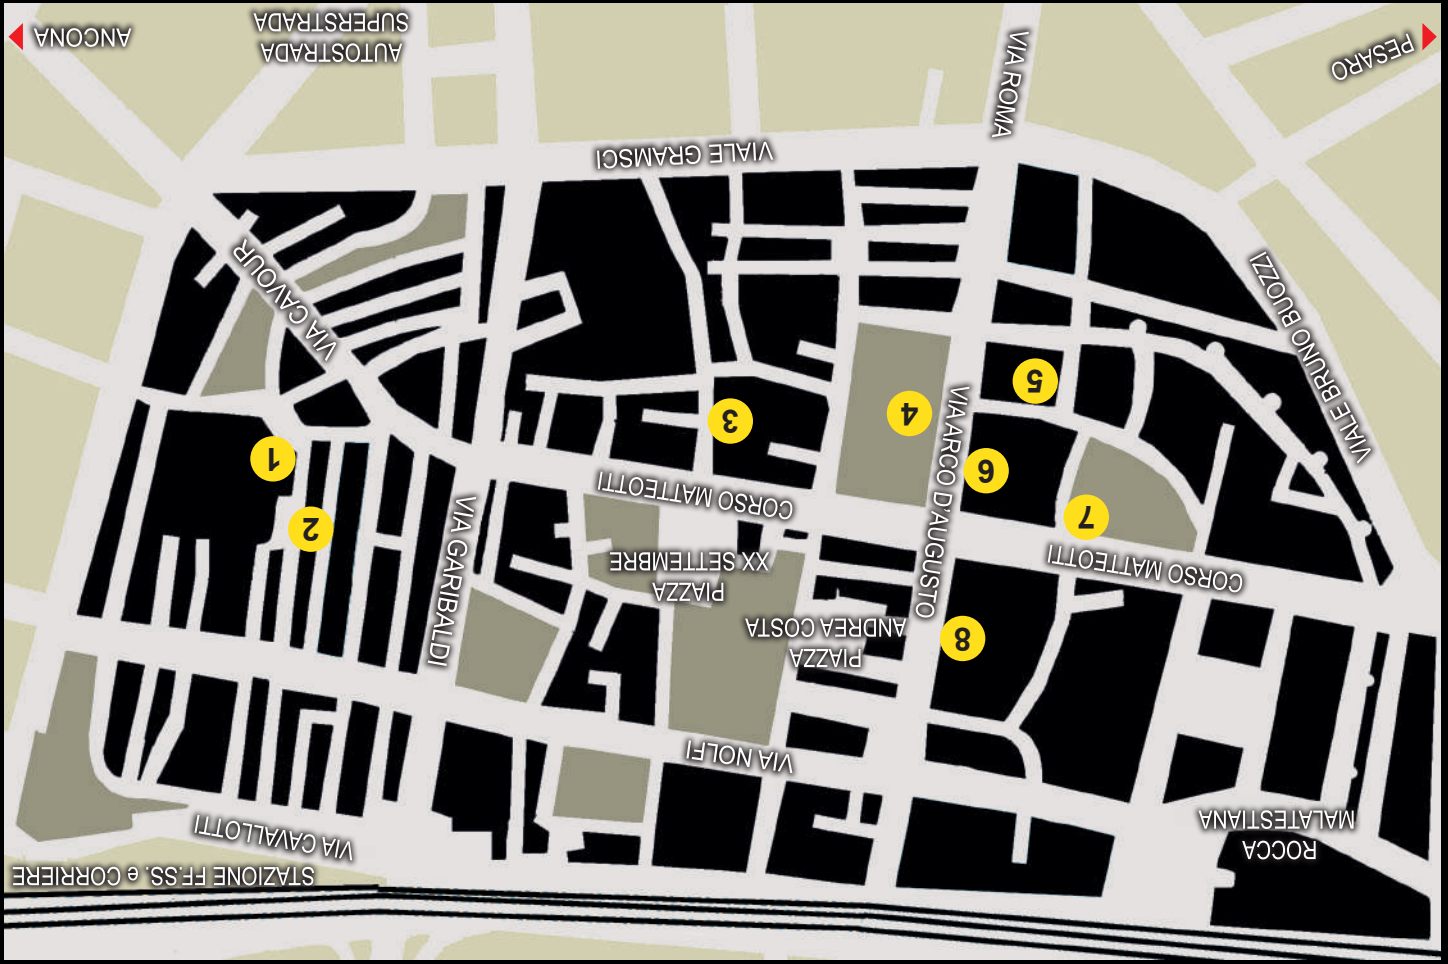 STAZIONE FF.SS. e CORRIERE
ROCCA
MALATESTIANA
VIA CAVALLOTTI
VIA NOLFI
PIAZZA
ANDREA COSTA
8
PIAZZA
XX SETTEMBRE
VIA GARIBALDI
CORSO MATTEOTTI
7
2
VIA ARCO D'AUGUSTO
CORSO MATTEOTTI
6
1
3
4
5
VIALE BRUNO BUOZZI
VIA CAVOUR
VIALE GRAMSCI
VIA ROMA
PESARO
AUTOSTRADA
SUPERSTRADA
ANCONA